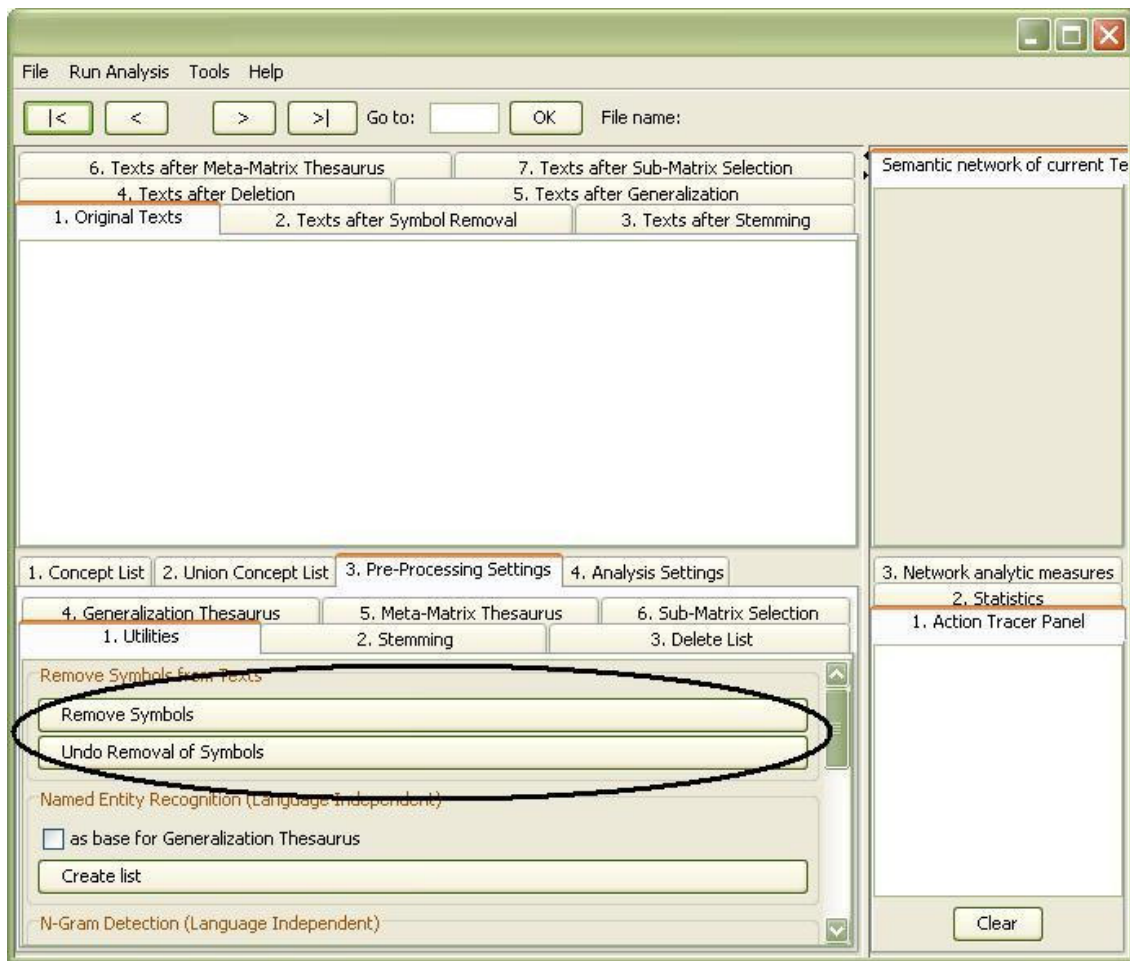 File Run Analysis Tools Help
|< < > >| Go to: OK File name:
6. Texts after Meta-Matrix Thesaurus 7. Texts after Sub-Matrix Selection
4. Texts after Deletion 5. Texts after Generalization
1. Original Texts 2. Texts after Symbol Removal 3. Texts after Stemming
Semantic network of current Te
1. Concept List 2. Union Concept List 3. Pre-Processing Settings 4. Analysis Settings
4. Generalization Thesaurus 5. Meta-Matrix Thesaurus 6. Sub-Matrix Selection
1. Utilities 2. Stemming 3. Delete List
Remove Symbols from Texts
Remove Symbols
Undo Removal of Symbols
Named Entity Recognition (Language Independent)
as base for Generalization Thesaurus
Create list
N-Gram Detection (Language Independent)
3. Network analytic measures
2. Statistics
1. Action Tracer Panel
Clear